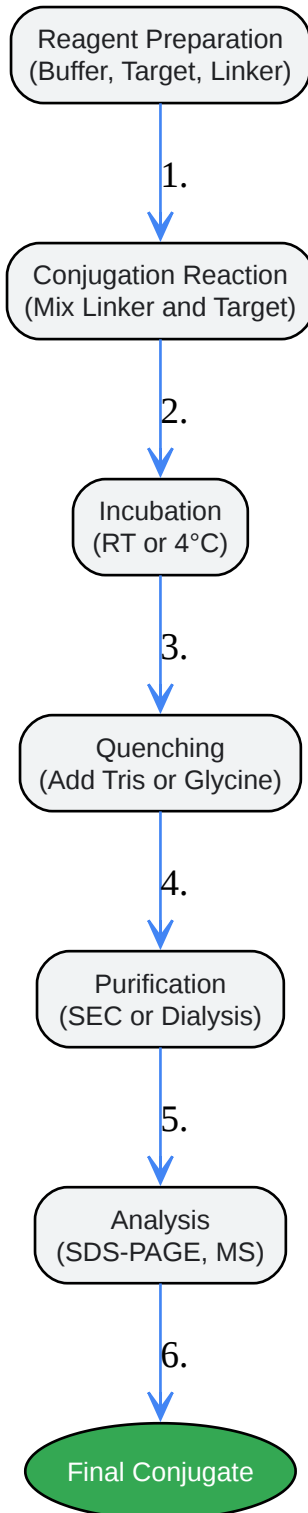 Reagent Preparation
(Buffer, Target, Linker)
1.
Conjugation Reaction
(Mix Linker and Target)
2.
Incubation
(RT or 4°C)
3.
Quenching
(Add Tris or Glycine)
4.
Purification
(SEC or Dialysis)
5.
Analysis
(SDS-PAGE, MS)
6.
Final Conjugate